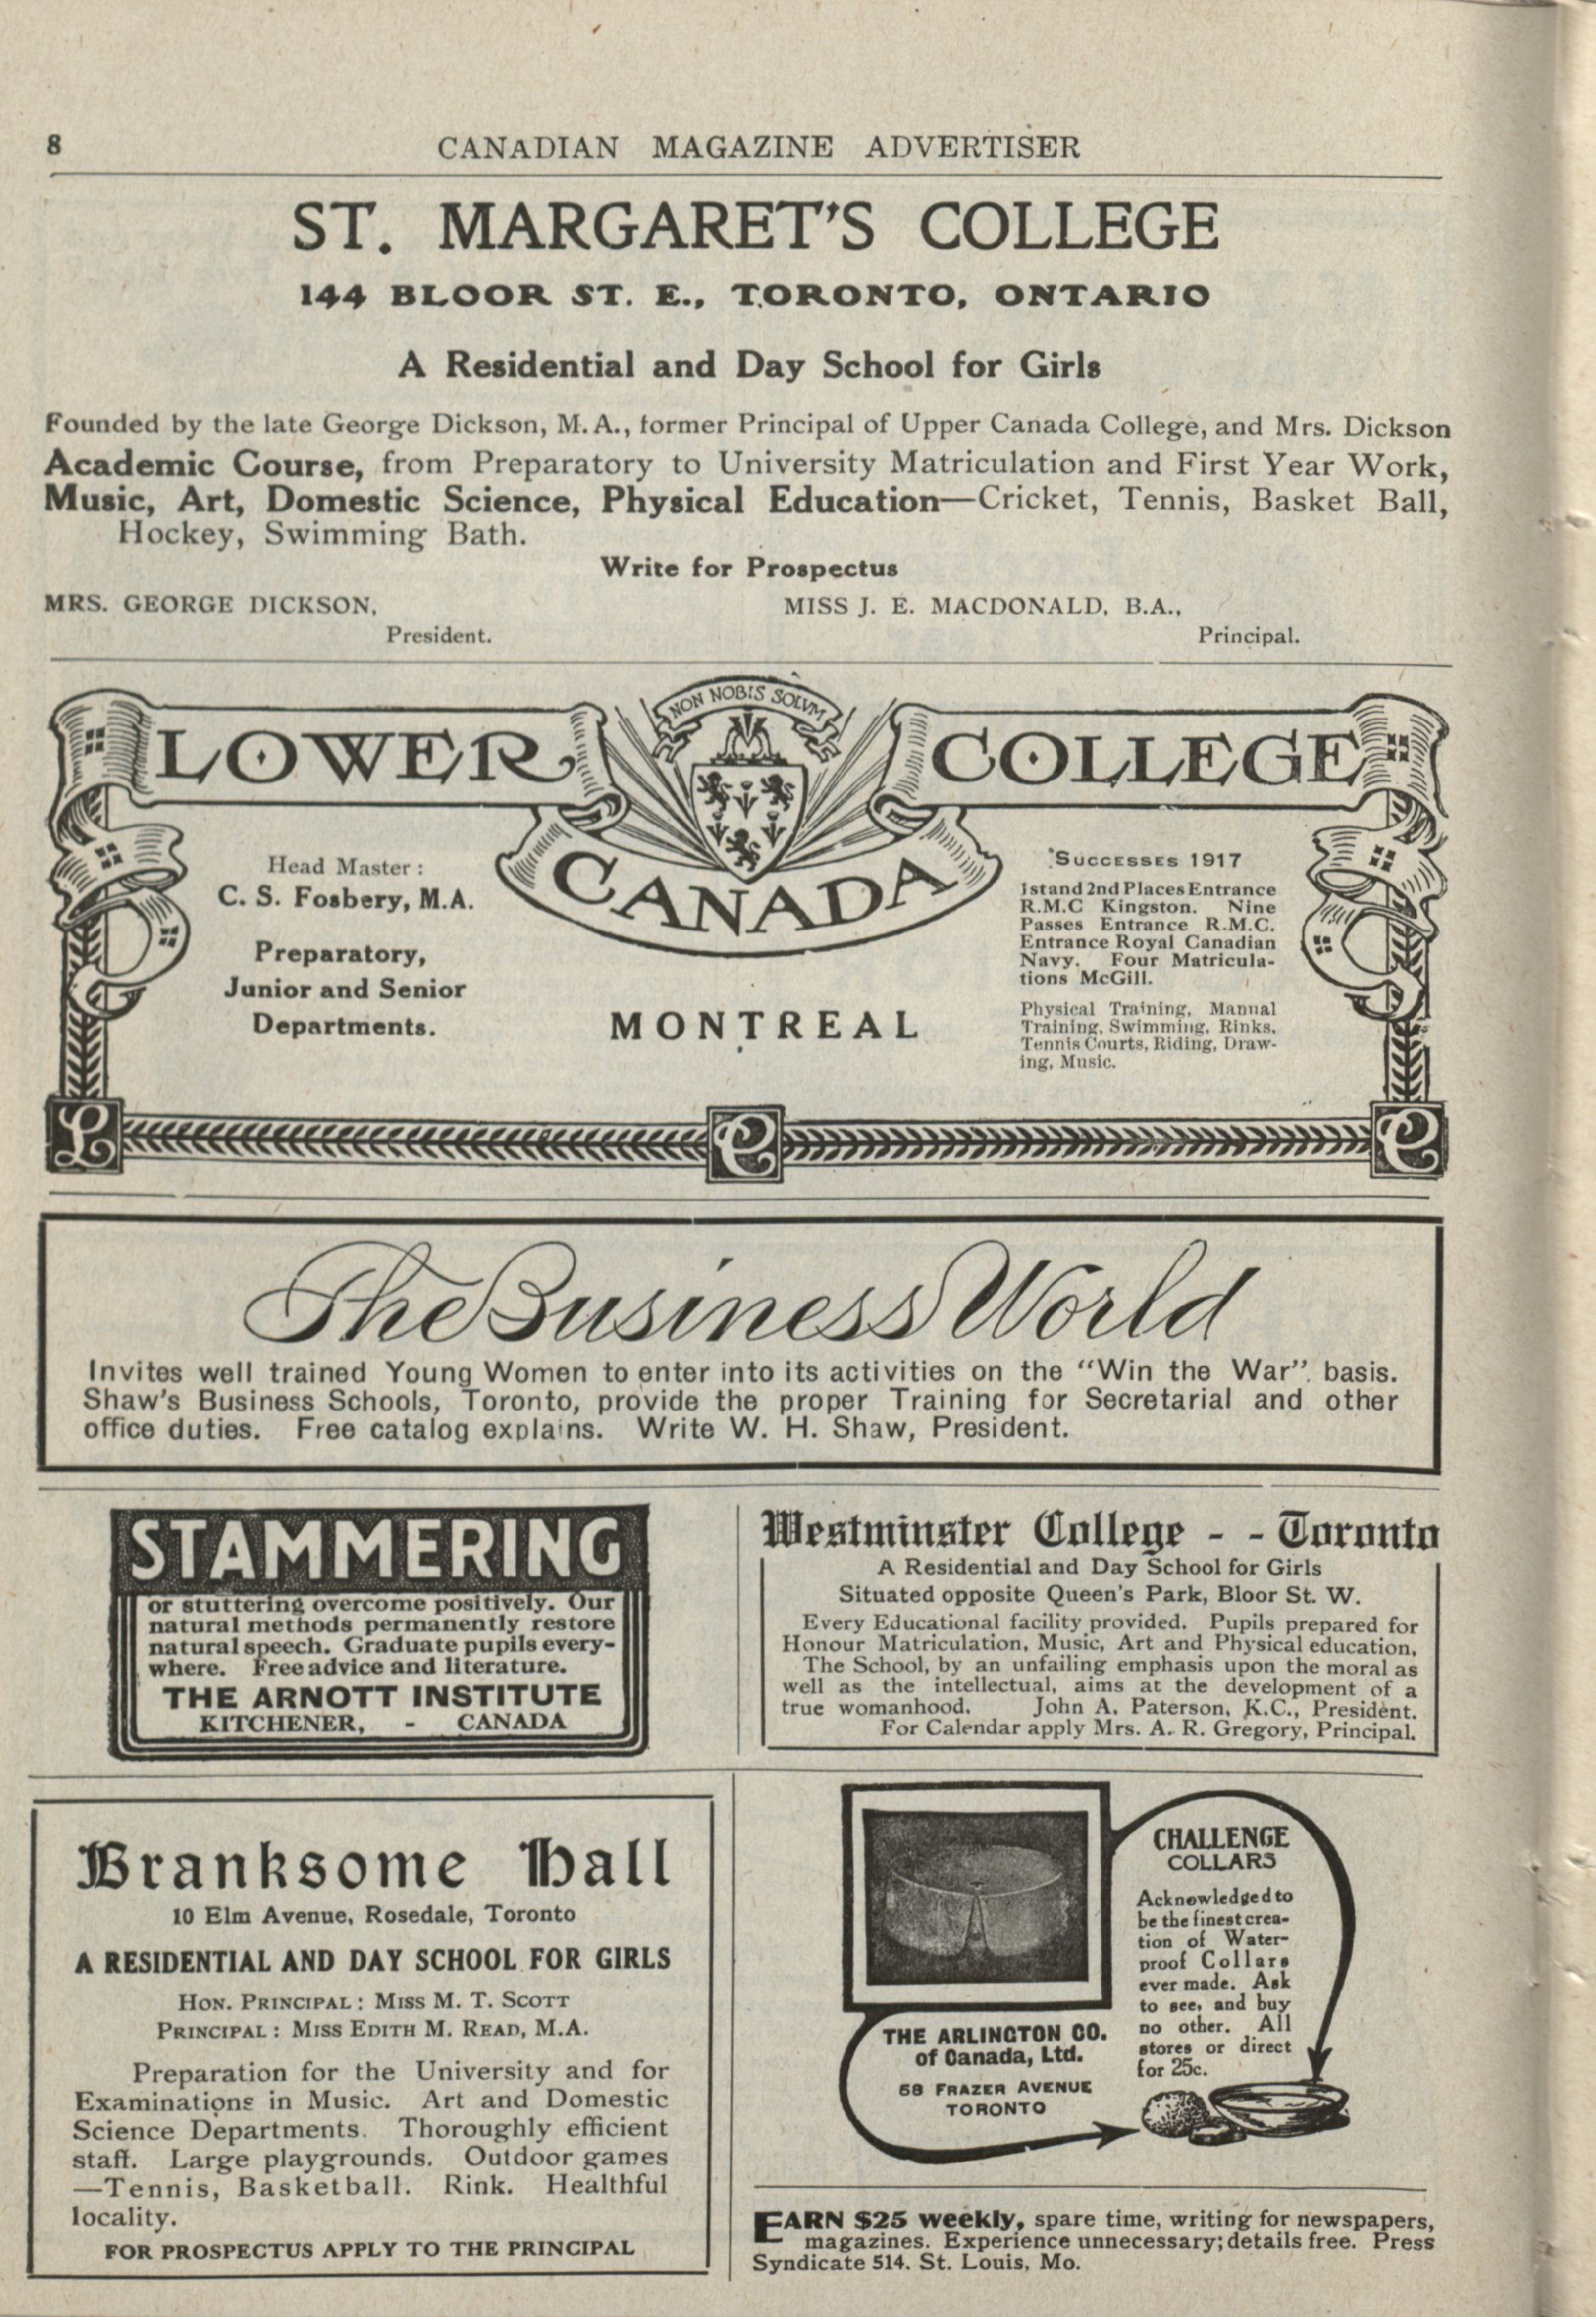 8
CANADIAN MAGAZINE ADVERTISER
ST. MARGARET'S COLLEGE
144 BLOOR ST. E., TORONTO, ONTARIO
A Residential and Day School for Girls
Founded by the late George Dickson, M.A., former Principal of Upper Canada College, and Mrs. Dickson
Academic Course, from Preparatory to University Matriculation and First Year Work,
Music, Art, Domestic Science, Physical Education—Cricket, Tennis, Basket Ball,
Hockey, Swimming Bath.
Write for Prospectus
MRS. GEORGE DICKSON,
President.
MISS J. E. MACDONALD, B.A.,
Principal.
NON NOBIS SOLVM
LOWER
CANADA
COLLEGE
Head Master:
C. S. Fosbery, M.A.
Preparatory,
Junior and Senior
Departments.
MONTREAL
SUCCESSES 1917
1st and 2nd Places Entrance
R.M.C Kingston. Nine
Passes Entrance R.M.C.
Entrance Royal Canadian
Navy. Four Matricula-
tions McGill.
Physical Training, Manual
Training, Swimming, Rinks,
Tennis Courts, Riding, Draw-
ing, Music.
L C C
The Business World
Invites well trained Young Women to enter into its activities on the "Win the War". basis.
Shaw's Business Schools, Toronto, provide the proper Training for Secretarial and other
office duties. Free catalog explains. Write W. H. Shaw, President.
STAMMERING
or stuttering overcome positively. Our
natural methods permanently restore
natural speech. Graduate pupils every-
where. Free advice and literature.
THE ARNOTT INSTITUTE
KITCHENER, - CANADA
Westminster College - - Toronto
A Residential and Day School for Girls
Situated opposite Queen's Park, Bloor St. W.
Every Educational facility provided. Pupils prepared for
Honour Matriculation, Music, Art and Physical education,
The School, by an unfailing emphasis upon the moral as
well as the intellectual, aims at the development of a
true womanhood. John A. Paterson, K.C., President.
For Calendar apply Mrs. A. R. Gregory, Principal.
Branksome Hall
10 Elm Avenue, Rosedale, Toronto
A RESIDENTIAL AND DAY SCHOOL FOR GIRLS
HON. PRINCIPAL: MISS M. T. SCOTT
PRINCIPAL: MISS EDITH M. READ, M.A.
Preparation for the University and for
Examinations in Music. Art and Domestic
Science Departments. Thoroughly efficient
staff. Large playgrounds. Outdoor games
—Tennis, Basketball. Rink. Healthful
locality.
FOR PROSPECTUS APPLY TO THE PRINCIPAL
CHALLENGE
COLLARS
Acknowledged to
be the finest crea-
tion of Water-
proof Collars
ever made. Ask
to see, and buy
no other. All
stores or direct
for 25c.
THE ARLINGTON CO.
of Canada, Ltd.
58 FRAZER AVENUE
TORONTO
EARN $25 weekly, spare time, writing for newspapers,
magazines. Experience unnecessary; details free. Press
Syndicate 514. St. Louis, Mo.